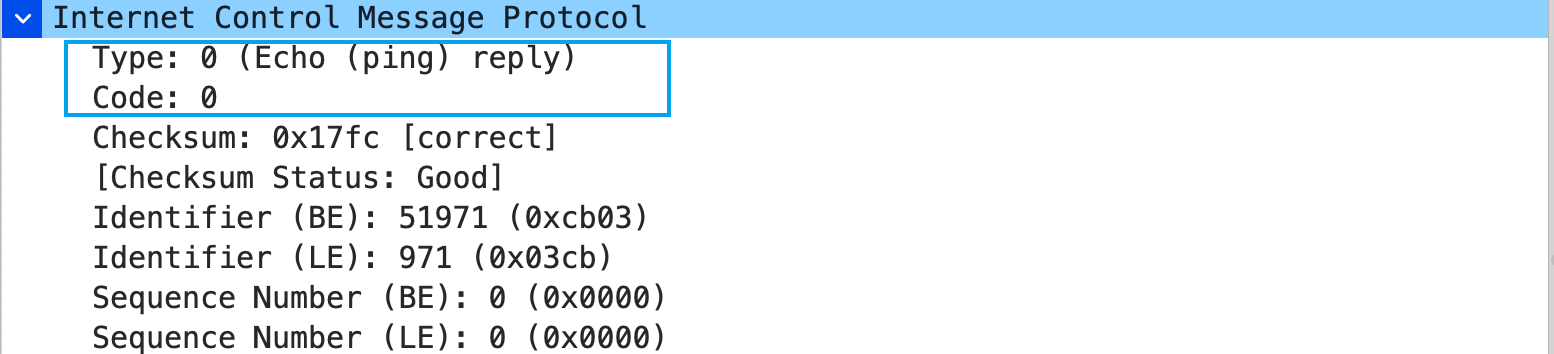 Internet Control Message Protocol
Type: 0 (Echo (ping) reply)
Code: 0
Checksum: 0x17fc [correct]
[Checksum Status: Good]
Identifier (BE): 51971 (0xcb03)
Identifier (LE): 971 (0x03cb)
Sequence Number (BE): 0 (0x0000)
Sequence Number (LE): 0 (0x0000)